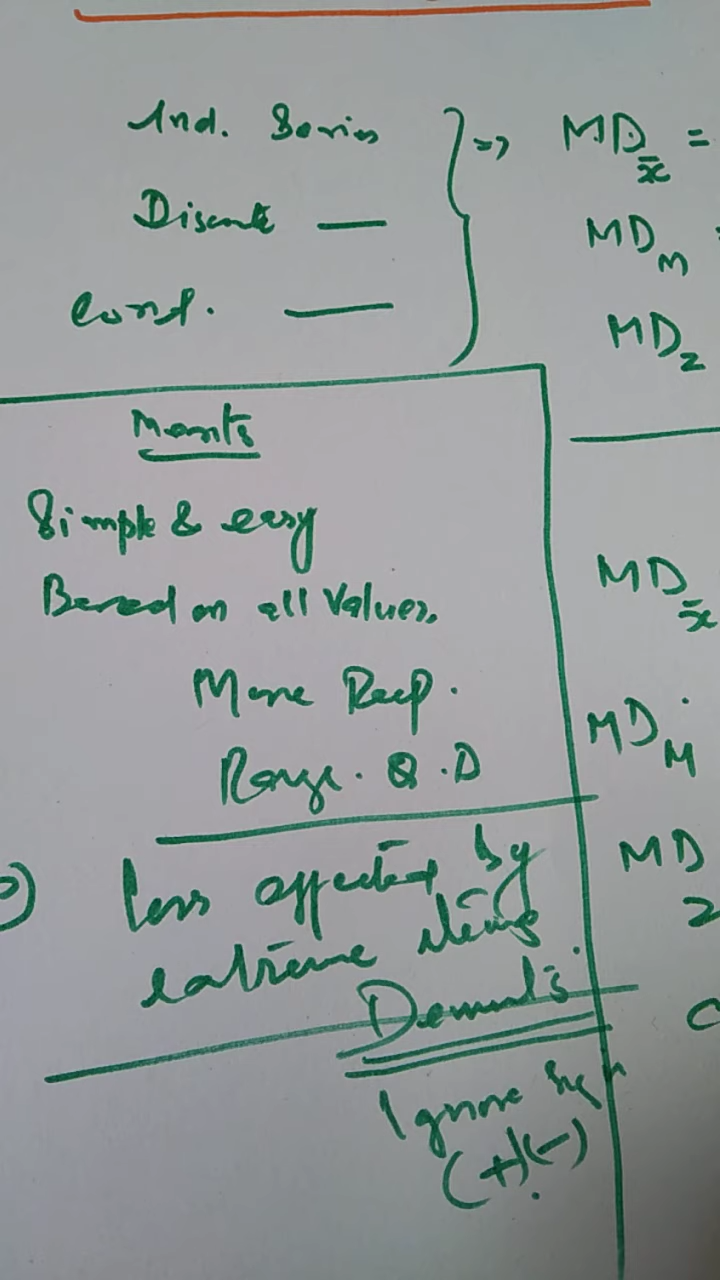 Ind. Series } => MD x̄ =
Discrete — MD M
Cont. — MD z
Merits
Simple & easy
Based on all values.
More Rep.
Range. Q.D
Less affected by
extreme items
Demerits
Ignore sign
(+)(-)
MD x̄
MD M
MD z